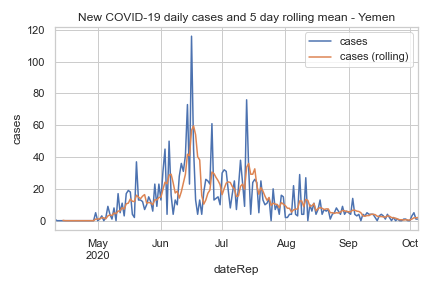 New COVID-19 daily cases and 5 day rolling mean - Yemen
120
100
80
60
40
20
0
cases
cases
cases (rolling)
May
2020
Jun
Jul
Aug
Sep
Oct
dateRep